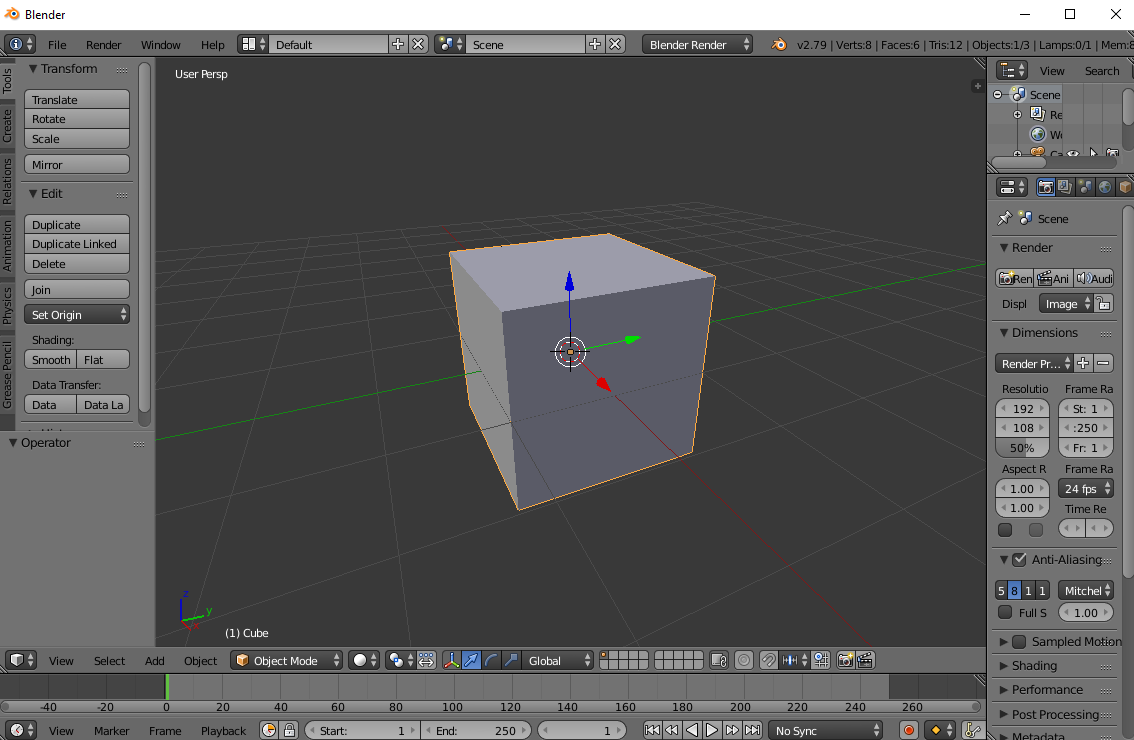 Blender
File Render Window Help Default Scene Blender Render v2.79 | Verts:8 | Faces:6 | Tris:12 | Objects:1/3 | Lamps:0/1 | Mem:8
Tools
Create
Relations
Animation
Physics
Grease Pencil
Transform
Translate
Rotate
Scale
Mirror
Edit
Duplicate
Duplicate Linked
Delete
Join
Set Origin
Shading:
Smooth Flat
Data Transfer:
Data Data La
Operator
User Persp
z
y
(1) Cube
View Search
Scene
Re
Wo
Scene
Render
Ren Ani Audi
Displ Image
Dimensions
Render Pr...
Resolutio Frame Ra
192 St: 1
108 :250
50% Fr: 1
Aspect R Frame Ra
1.00 24 fps
1.00 Time Re
Anti-Aliasing
5 8 1 1 Mitchel
Full S 1.00
Sampled Motion
Shading
Performance
Post Processing
Metadata
View Select Add Object Object Mode Global
-40 -20 0 20 40 60 80 100 120 140 160 180 200 220 240 260
View Marker Frame Playback Start: 1 End: 250 1 No Sync